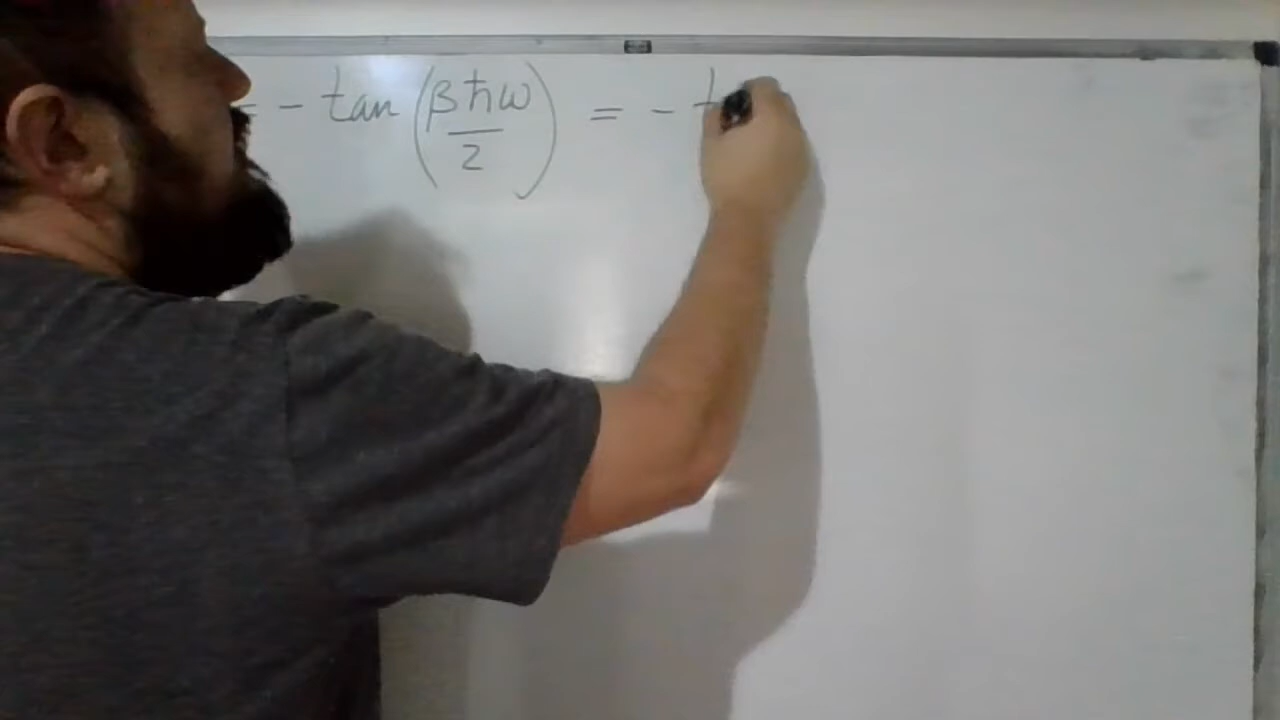 = - tan (βħω/2) = - t